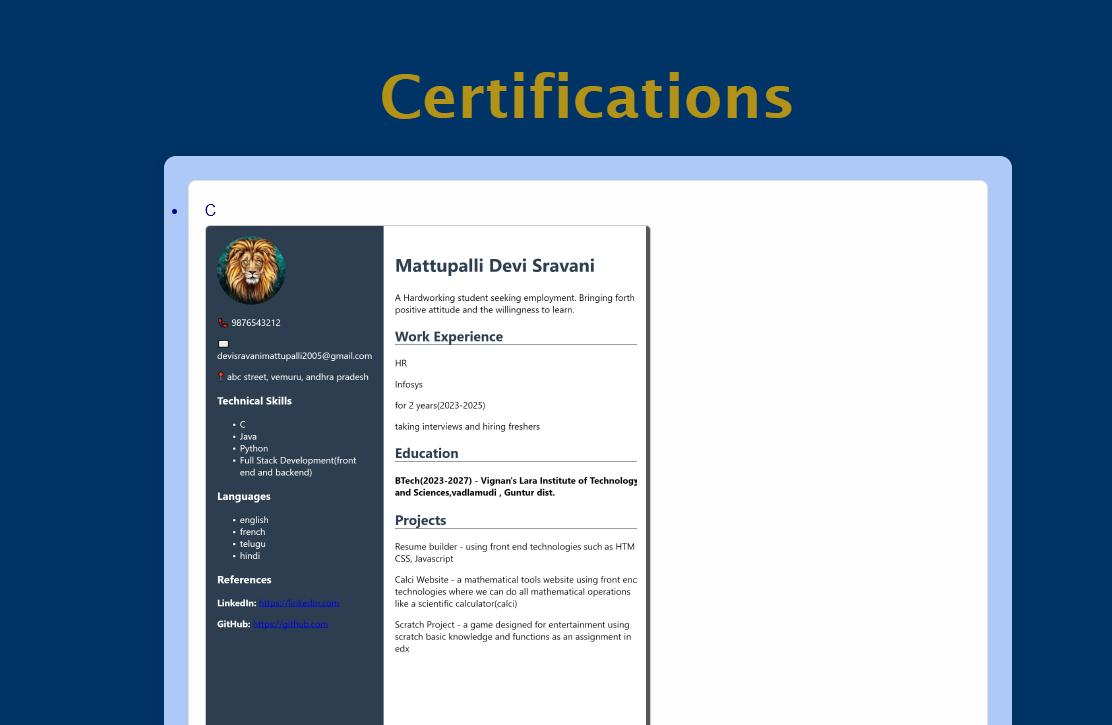 Certifications
C
9876543212
devisravanimattupalli2005@gmail.com
abc street, vemuru, andhra pradesh
Technical Skills
C
Java
Python
Full Stack Development(front
end and backend)
Languages
english
french
telugu
hindi
References
LinkedIn: https://linkedin.com
GitHub: https://github.com
Mattupalli Devi Sravani
A Hardworking student seeking employment. Bringing forth
positive attitude and the willingness to learn.
Work Experience
HR
Infosys
for 2 years(2023-2025)
taking interviews and hiring freshers
Education
BTech(2023-2027) - Vignan's Lara Institute of Technology
and Sciences,vadlamudi , Guntur dist.
Projects
Resume builder - using front end technologies such as HTM
CSS, Javascript
Calci Website - a mathematical tools website using front enc
technologies where we can do all mathematical operations
like a scientific calculator(calci)
Scratch Project - a game designed for entertainment using
scratch basic knowledge and functions as an assignment in
edx